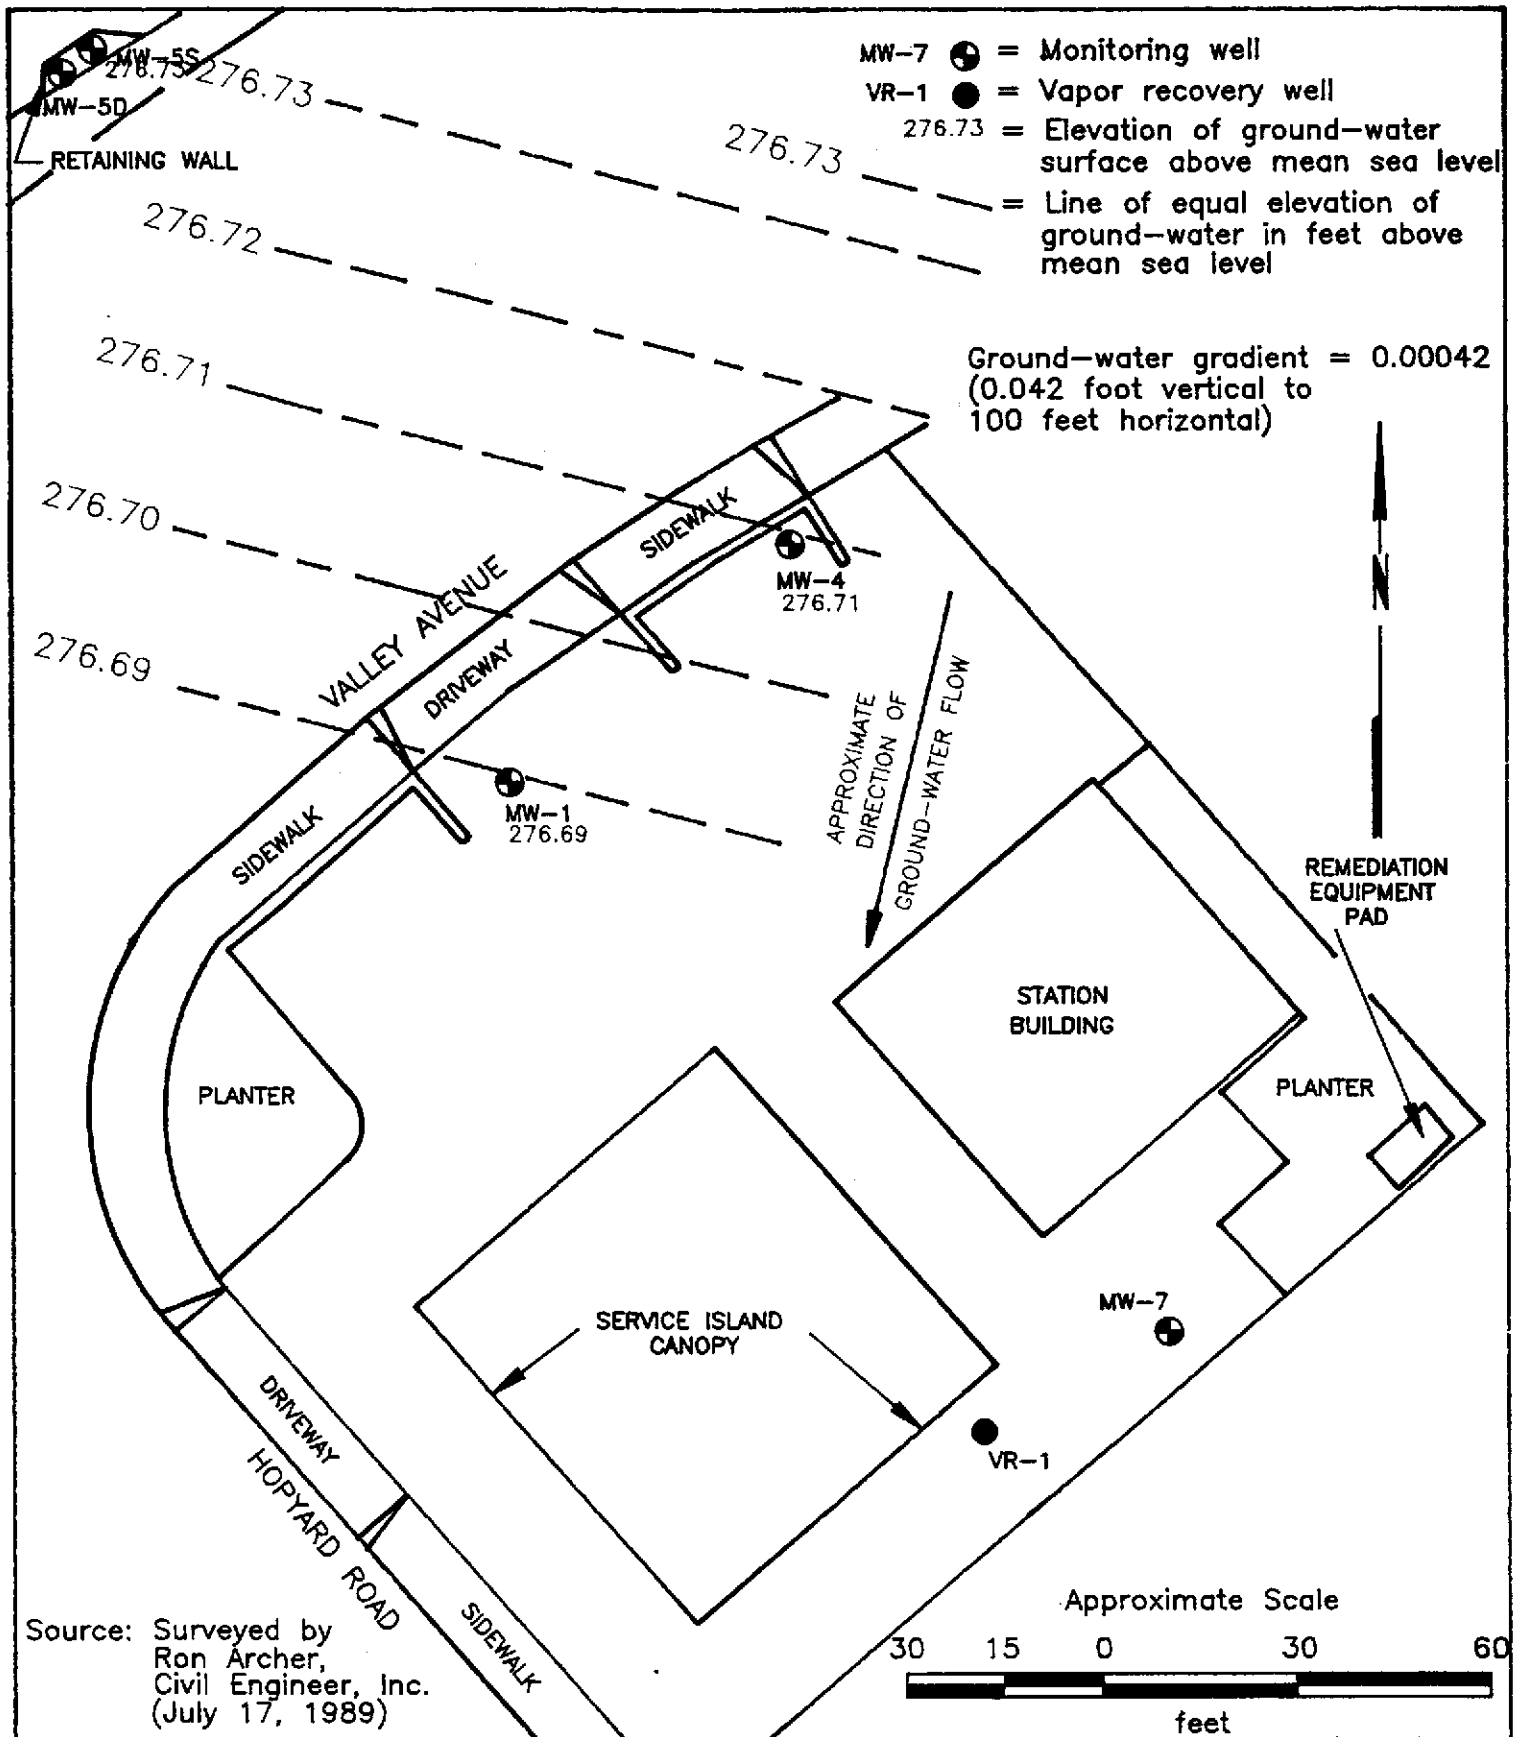 MW-5S
276.73
MW-5D
RETAINING WALL
MW-7 = Monitoring well
VR-1 = Vapor recovery well
276.73 = Elevation of ground-water
surface above mean sea level
276.73
= Line of equal elevation of
ground-water in feet above
mean sea level
Ground-water gradient = 0.00042
(0.042 foot vertical to
100 feet horizontal)
276.73
276.72
276.71
276.70
276.69
VALLEY AVENUE
SIDEWALK
DRIVEWAY
SIDEWALK
MW-4
276.71
MW-1
276.69
APPROXIMATE
DIRECTION OF
GROUND-WATER FLOW
REMEDIATION
EQUIPMENT
PAD
STATION
BUILDING
PLANTER
PLANTER
MW-7
SERVICE ISLAND
CANOPY
VR-1
DRIVEWAY
HOPYARD ROAD
SIDEWALK
Source: Surveyed by
Ron Archer,
Civil Engineer, Inc.
(July 17, 1989)
Approximate Scale
30 15 0 30 60
feet